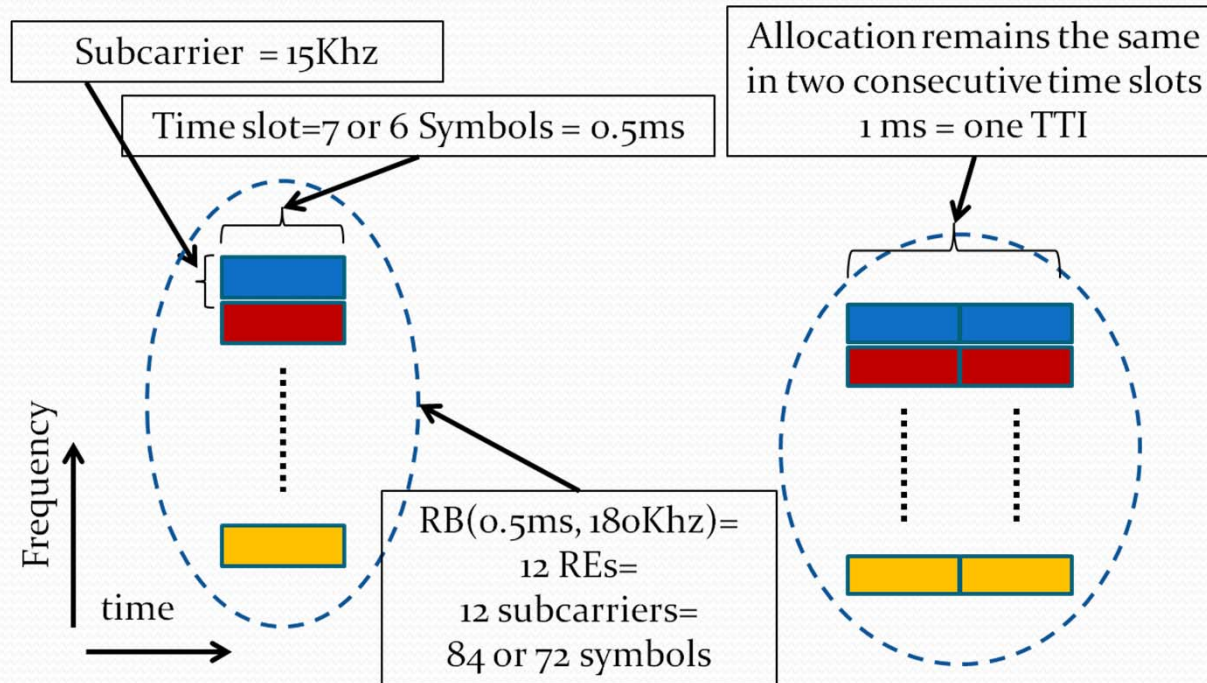 Subcarrier = 15Khz
Time slot=7 or 6 Symbols = 0.5ms
Allocation remains the same
in two consecutive time slots
1 ms = one TTI
Frequency
time
RB(0.5ms, 180Khz)=
12 REs=
12 subcarriers=
84 or 72 symbols